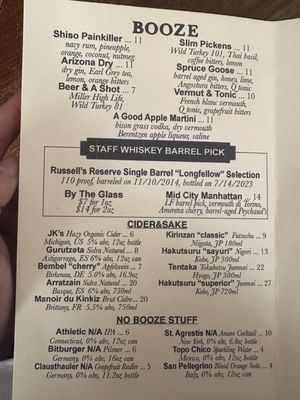 BOOZE
Shiso Painkiller ... 11
navy rum, pineapple,
orange, coconut, nutmeg
Arizona Dry ... 11
dry gin, Earl Grey tea,
lemon, orange bitters
Beer & A Shot ... 7
Miller High Life,
Wild Turkey 81
Slim Pickens ... 11
Wild Turkey 101, Thai basil,
coffee bitters, lemon
Spruce Goose ... 11
barrel aged gin, honey, lime,
Angostura bitters, Q tonic
Vermut & Tonic ... 10
French blanc vermouth,
Q tonic, grapefruit bitters
A Good Apple Martini ... 11
bison grass vodka, dry vermouth
Berentzen apple liqueur, saline
STAFF WHISKEY BARREL PICK
Russell's Reserve Single Barrel "Longfellow" Selection
110 proof, barreled on 11/10/2014, bottled on 7/14/2023
By The Glass
$7 for 1oz
$14 for 2oz
Mid City Manhattan ... 14
LF barrel pick, vermouth di Torino,
Amarena cherry, barrel-aged Peychaud's
CIDER&SAKE
JK's Hazy Organic Cider ... 6
Michigan, US 5% abv, 12oz bottle
Gurutzeta Sidra Natural ... 6
Astigarraga, ES 6% abv, 12oz can
Bembel "cherry" Apfelwein ... 7
Birkenau, DE 5.0% abv, 16.9oz
Arratzain Sidra Natural ... 20
Basque, ES 6% abv, 750ml
Manoir du Kinkiz Brut Cider ... 20
Brittany, FR 5.5% abv, 750ml
Kirinzan "classic" Futsushu ... 9
Niigata, JP 180ml
Hakutsuru "sayuri" Nigori ... 13
Kobe, JP 300ml
Tentaka Tokubetsu Junmai ... 22
Hyogo, JP 300ml
Hakutsuru "superior" Junmai ... 27
Kobe, JP 720ml
NO BOOZE STUFF
Athletic N/A IPA ... 6
Connecticut, 0% abv, 12oz can
Bitburger N/A Pilsner ... 6
Germany, 0% abv, 16oz can
Clausthauler N/A Grapefruit Radler ... 5
Germany, 0% abv, 11.2oz bottle
St. Agrestis N/A Amaro Cocktail ... 10
New York, 0% abv, 6.8oz bottle
Topo Chico Sparkling Water ... 4
Mexico, 0% abv, 12oz bottle
San Pellegrino Blood Orange Soda ... 4
Italy, 0% abv, 12oz can